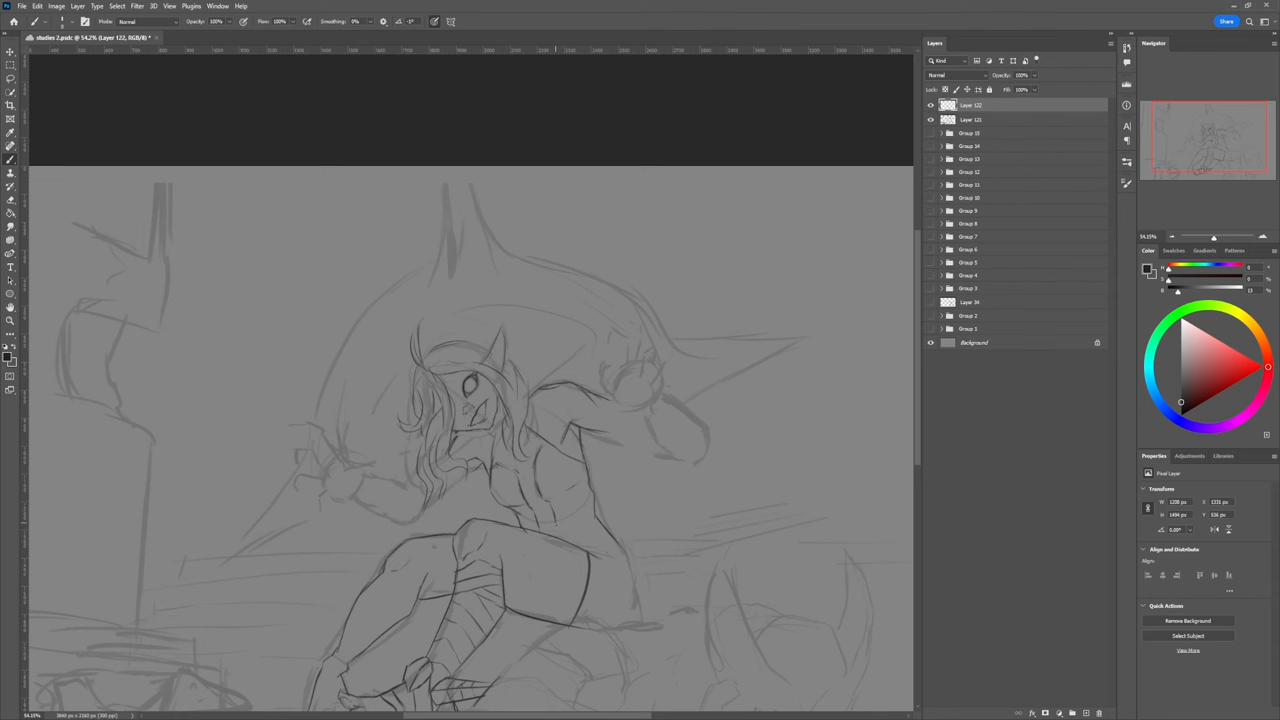 File Edit Image Layer Type Select Filter 3D View Plugins Window Help
Mode: Normal Opacity: 100% Flow: 100% Smoothing: 0% -1° Share
studies 2.psdc @ 54.2% (Layer 122, RGB/8) *
Layers
Kind
Normal Opacity: 100%
Lock: Fill: 100%
Layer 122
Layer 121
Group 15
Group 14
Group 13
Group 12
Group 11
Group 10
Group 9
Group 8
Group 7
Group 6
Group 5
Group 4
Group 3
Layer 34
Group 2
Group 1
Background
Navigator
54.15%
Color Swatches Gradients Patterns
H 0 °
S 0 %
B 13 %
Properties Adjustments Libraries
Pixel Layer
Transform
W 1208 px X 1331 px
H 1494 px Y 536 px
0.00°
Align and Distribute
Align:
Quick Actions
Remove Background
Select Subject
View More
54.15% 3840 px x 2160 px (300 ppi)